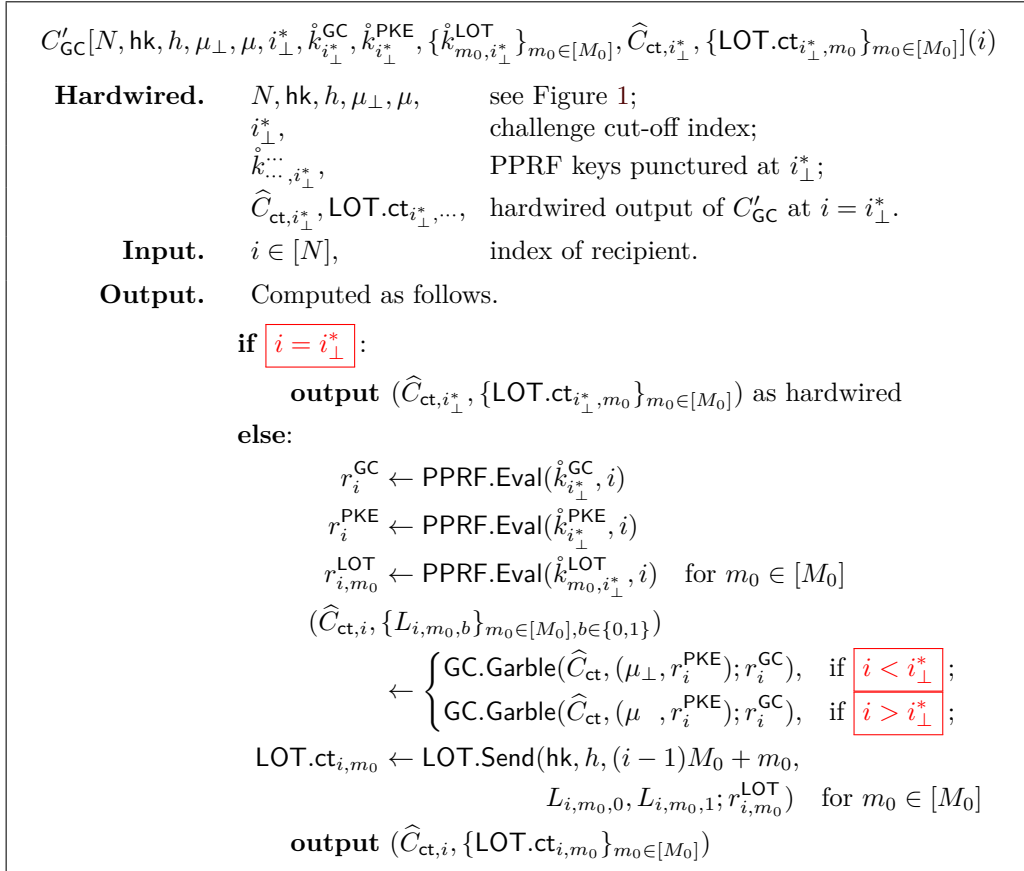 C′_GC[N, hk, h, μ_⊥, μ, i*_⊥, k̊^GC_{i*_⊥}, k̊^PKE_{i*_⊥}, {k̊^LOT_{m_0,i*_⊥}}_{m_0∈[M_0]}, Ĉ_{ct,i*_⊥}, {LOT.ct_{i*_⊥,m_0}}_{m_0∈[M_0]}](i)
Hardwired. N, hk, h, μ_⊥, μ, see Figure 1;
i*_⊥, challenge cut-off index;
k̊^{...}_{...,i*_⊥}, PPRF keys punctured at i*_⊥;
Ĉ_{ct,i*_⊥}, LOT.ct_{i*_⊥,...}, hardwired output of C′_GC at i = i*_⊥.
Input. i ∈ [N], index of recipient.
Output. Computed as follows.
if i = i*_⊥ :
output (Ĉ_{ct,i*_⊥}, {LOT.ct_{i*_⊥,m_0}}_{m_0∈[M_0]}) as hardwired
else:
r^GC_i ← PPRF.Eval(k̊^GC_{i*_⊥}, i)
r^PKE_i ← PPRF.Eval(k̊^PKE_{i*_⊥}, i)
r^LOT_{i,m_0} ← PPRF.Eval(k̊^LOT_{m_0,i*_⊥}, i) for m_0 ∈ [M_0]
(Ĉ_{ct,i}, {L_{i,m_0,b}}_{m_0∈[M_0],b∈{0,1}})
← { GC.Garble(Ĉ_ct, (μ_⊥, r^PKE_i); r^GC_i), if i < i*_⊥ ;
GC.Garble(Ĉ_ct, (μ , r^PKE_i); r^GC_i), if i > i*_⊥ ;
LOT.ct_{i,m_0} ← LOT.Send(hk, h, (i − 1)M_0 + m_0,
L_{i,m_0,0}, L_{i,m_0,1}; r^LOT_{i,m_0}) for m_0 ∈ [M_0]
output (Ĉ_{ct,i}, {LOT.ct_{i,m_0}}_{m_0∈[M_0]})